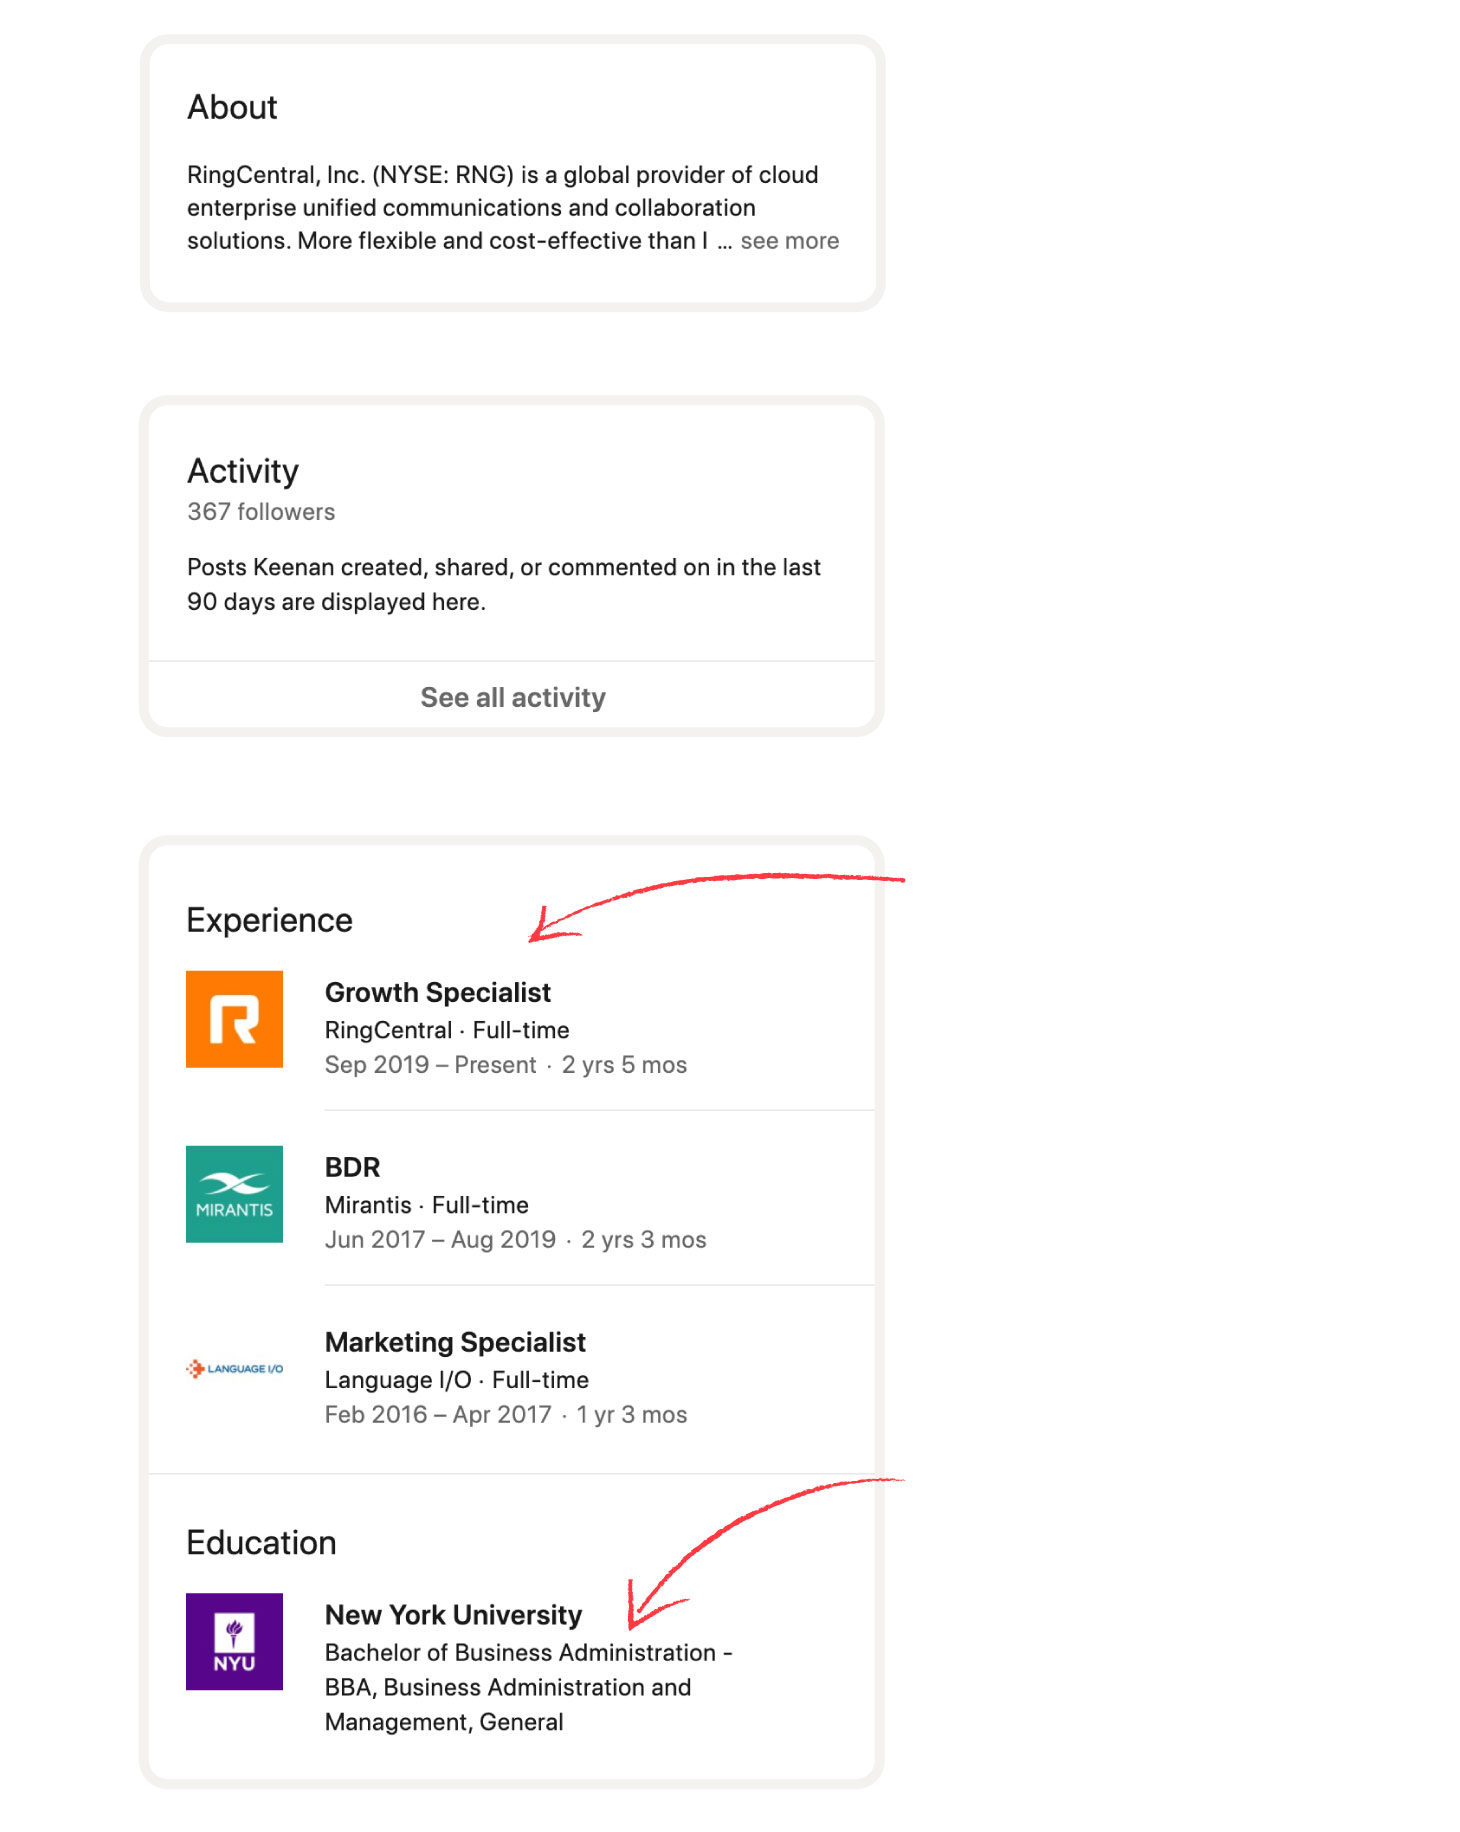 About
RingCentral, Inc. (NYSE: RNG) is a global provider of cloud
enterprise unified communications and collaboration
solutions. More flexible and cost-effective than l ... see more
Activity
367 followers
Posts Keenan created, shared, or commented on in the last
90 days are displayed here.
See all activity
Experience
Growth Specialist
RingCentral · Full-time
Sep 2019 – Present · 2 yrs 5 mos
MIRANTIS
BDR
Mirantis · Full-time
Jun 2017 – Aug 2019 · 2 yrs 3 mos
LANGUAGE I/O
Marketing Specialist
Language I/O · Full-time
Feb 2016 – Apr 2017 · 1 yr 3 mos
Education
NYU
New York University
Bachelor of Business Administration -
BBA, Business Administration and
Management, General